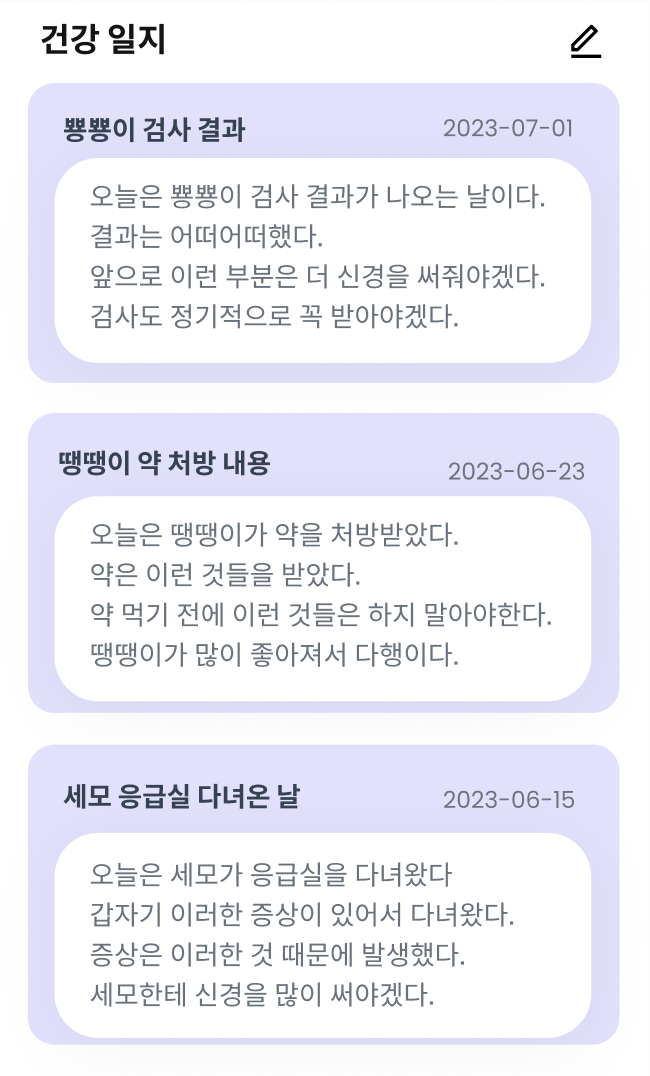 건강 일지
뿅뿅이 검사 결과 2023-07-01
오늘은 뿅뿅이 검사 결과가 나오는 날이다.
결과는 어떠어떠했다.
앞으로 이런 부분은 더 신경을 써줘야겠다.
검사도 정기적으로 꼭 받아야겠다.
땡땡이 약 처방 내용 2023-06-23
오늘은 땡땡이가 약을 처방받았다.
약은 이런 것들을 받았다.
약 먹기 전에 이런 것들은 하지 말아야한다.
땡땡이가 많이 좋아져서 다행이다.
세모 응급실 다녀온 날 2023-06-15
오늘은 세모가 응급실을 다녀왔다
갑자기 이러한 증상이 있어서 다녀왔다.
증상은 이러한 것 때문에 발생했다.
세모한테 신경을 많이 써야겠다.